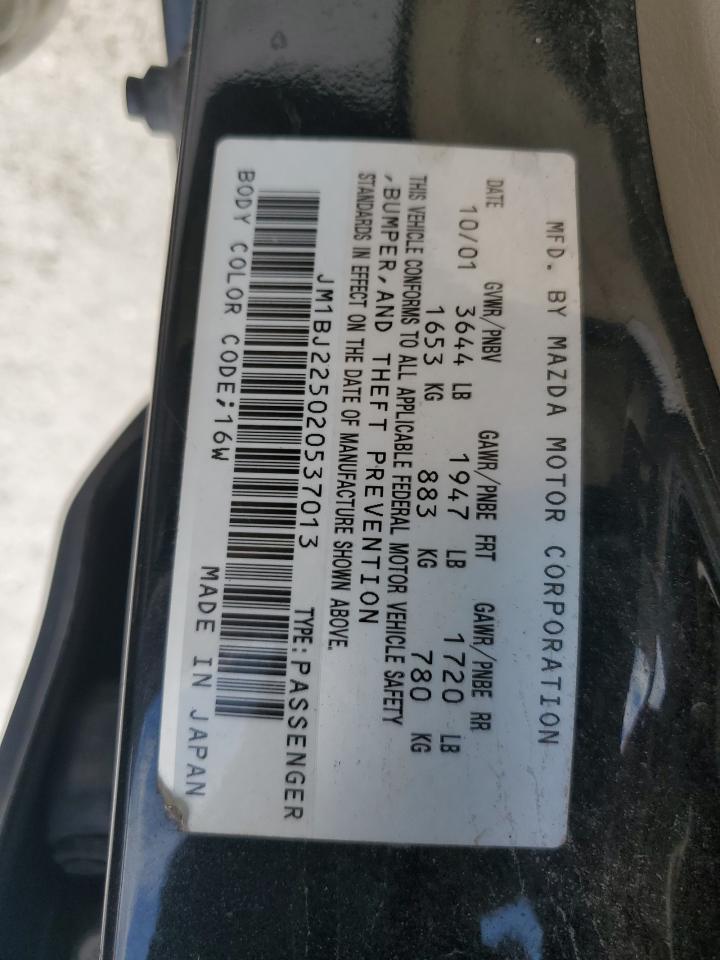 MFD. BY MAZDA MOTOR CORPORATION
DATE GVWR/PNBV GAWR/PNBE FRT GAWR/PNBE RR
10/01 3644 LB 1947 LB 1720 LB
1653 KG 883 KG 780 KG
THIS VEHICLE CONFORMS TO ALL APPLICABLE FEDERAL MOTOR VEHICLE SAFETY
,BUMPER,AND THEFT PREVENTION
STANDARDS IN EFFECT ON THE DATE OF MANUFACTURE SHOWN ABOVE.
JM1BJ225020537013 TYPE:PASSENGER
BODY COLOR CODE;16W MADE IN JAPAN